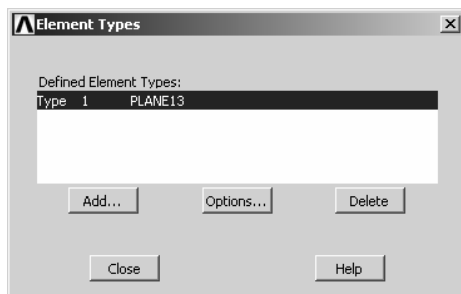 Element Types
Defined Element Types:
Type 1 PLANE13
Add... Options... Delete
Close Help